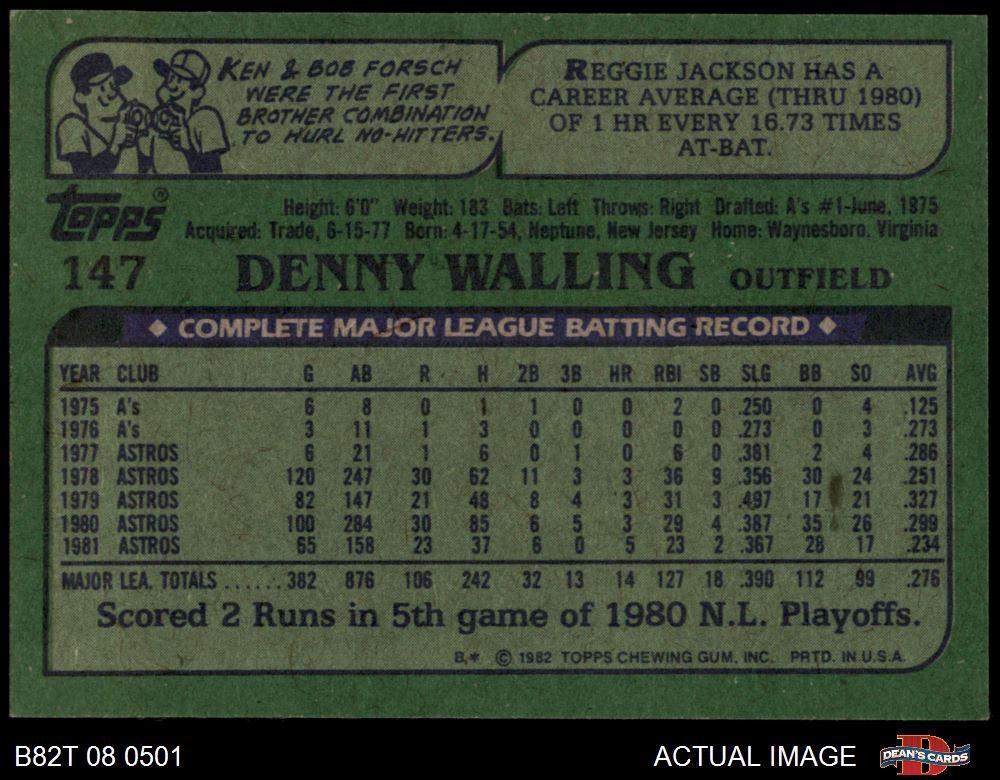 KEN & BOB FORSCH
WERE THE FIRST
BROTHER COMBINATION
TO HURL NO-HITTERS.
REGGIE JACKSON HAS A
CAREER AVERAGE (THRU 1980)
OF 1 HR EVERY 16.73 TIMES
AT-BAT.
TOPPS®
Height: 6'0" Weight: 183 Bats: Left Throws: Right Drafted: A's #1-June, 1975
Acquired: Trade, 6-15-77 Born: 4-17-54, Neptune, New Jersey Home: Waynesboro, Virginia
147 DENNY WALLING OUTFIELD
◆ COMPLETE MAJOR LEAGUE BATTING RECORD ◆
YEAR CLUB G AB R H 2B 3B HR RBI SB SLG BB SO AVG
1975 A's 6 8 0 1 1 0 0 2 0 .250 0 4 .125
1976 A's 3 11 1 3 0 0 0 0 0 .273 0 3 .273
1977 ASTROS 6 21 1 6 0 1 0 6 0 .381 2 4 .286
1978 ASTROS 120 247 30 62 11 3 3 36 9 .356 30 24 .251
1979 ASTROS 82 147 21 48 8 4 3 31 3 .497 17 21 .327
1980 ASTROS 100 284 30 85 6 5 3 29 4 .387 35 26 .299
1981 ASTROS 65 158 23 37 6 0 5 23 2 .367 28 17 .234
MAJOR LEA. TOTALS ....... 382 876 106 242 32 13 14 127 18 .390 112 99 .276
Scored 2 Runs in 5th game of 1980 N.L. Playoffs.
B.* © 1982 TOPPS CHEWING GUM, INC. PRTD. IN U.S.A.
B82T 08 0501
ACTUAL IMAGE
D
DEAN'S CARDS